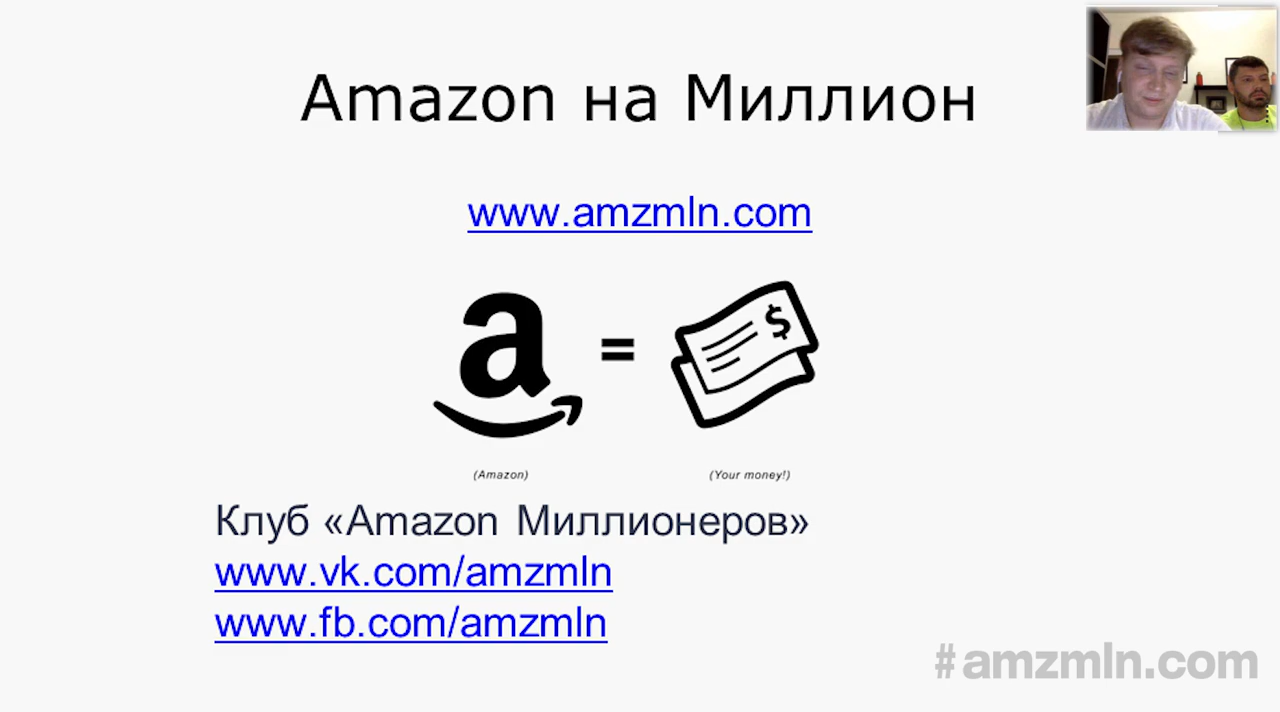 Amazon на Миллион
www.amzmln.com
a = $
(Amazon) (Your money!)
Клуб «Amazon Миллионеров»
www.vk.com/amzmln
www.fb.com/amzmln
#amzmln.com